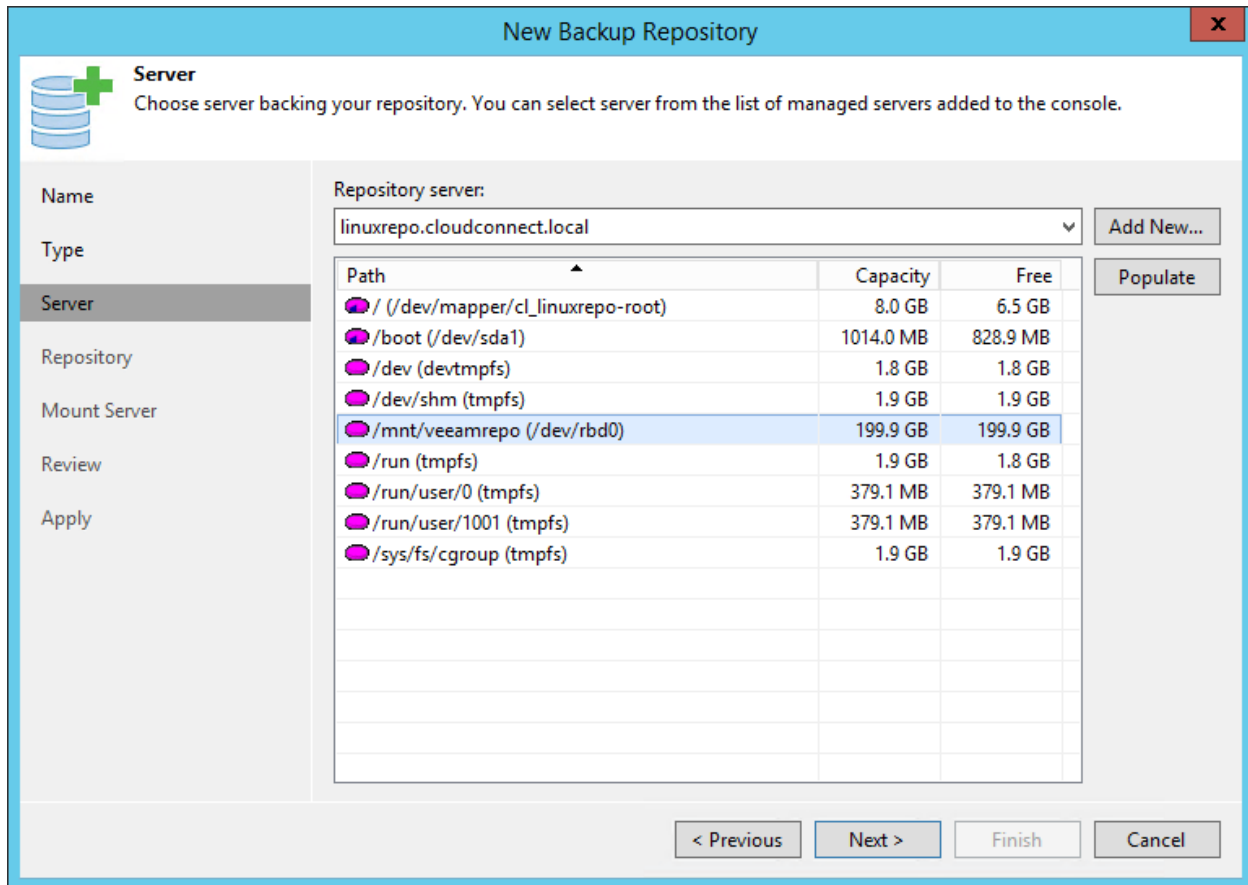 New Backup Repository
x
Server
Choose server backing your repository. You can select server from the list of managed servers added to the console.
Name
Type
Server
Repository
Mount Server
Review
Apply
Repository server:
linuxrepo.cloudconnect.local
Add New...
Populate
Path Capacity Free
/ (/dev/mapper/cl_linuxrepo-root) 8.0 GB 6.5 GB
/boot (/dev/sda1) 1014.0 MB 828.9 MB
/dev (devtmpfs) 1.8 GB 1.8 GB
/dev/shm (tmpfs) 1.9 GB 1.9 GB
/mnt/veeamrepo (/dev/rbd0) 199.9 GB 199.9 GB
/run (tmpfs) 1.9 GB 1.8 GB
/run/user/0 (tmpfs) 379.1 MB 379.1 MB
/run/user/1001 (tmpfs) 379.1 MB 379.1 MB
/sys/fs/cgroup (tmpfs) 1.9 GB 1.9 GB
< Previous Next > Finish Cancel